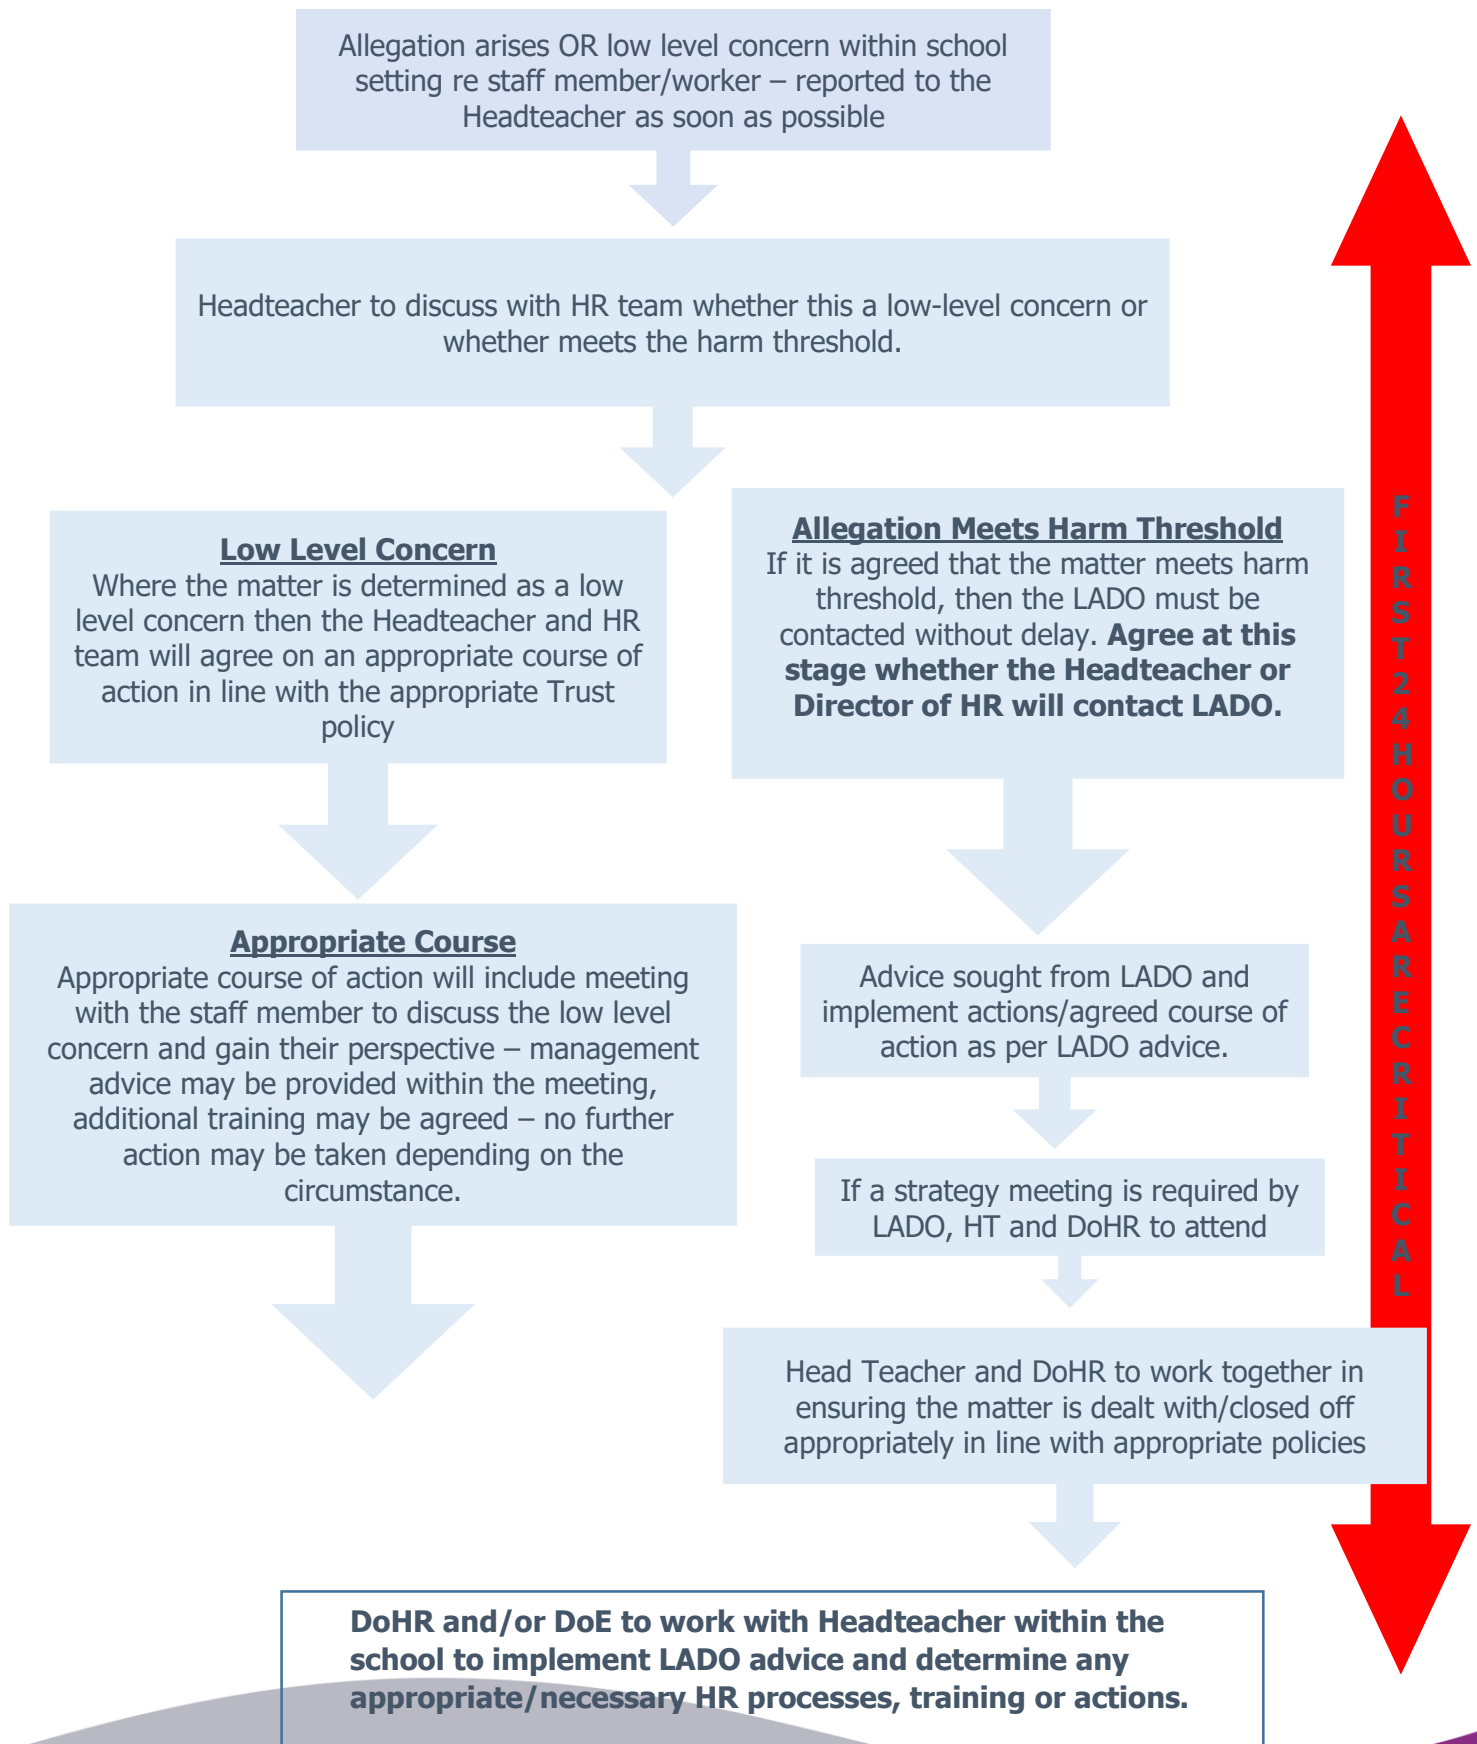 Allegation arises OR low level concern within school
setting re staff member/worker – reported to the
Headteacher as soon as possible
Headteacher to discuss with HR team whether this a low-level concern or
whether meets the harm threshold.
Low Level Concern
Where the matter is determined as a low
level concern then the Headteacher and HR
team will agree on an appropriate course of
action in line with the appropriate Trust
policy
Allegation Meets Harm Threshold
If it is agreed that the matter meets harm
threshold, then the LADO must be
contacted without delay. Agree at this
stage whether the Headteacher or
Director of HR will contact LADO.
Appropriate Course
Appropriate course of action will include meeting
with the staff member to discuss the low level
concern and gain their perspective – management
advice may be provided within the meeting,
additional training may be agreed – no further
action may be taken depending on the
circumstance.
Advice sought from LADO and
implement actions/agreed course of
action as per LADO advice.
If a strategy meeting is required by
LADO, HT and DoHR to attend
Head Teacher and DoHR to work together in
ensuring the matter is dealt with/closed off
appropriately in line with appropriate policies
DoHR and/or DoE to work with Headteacher within the
school to implement LADO advice and determine any
appropriate/necessary HR processes, training or actions.
FIRST24HOURSARECRITICAL